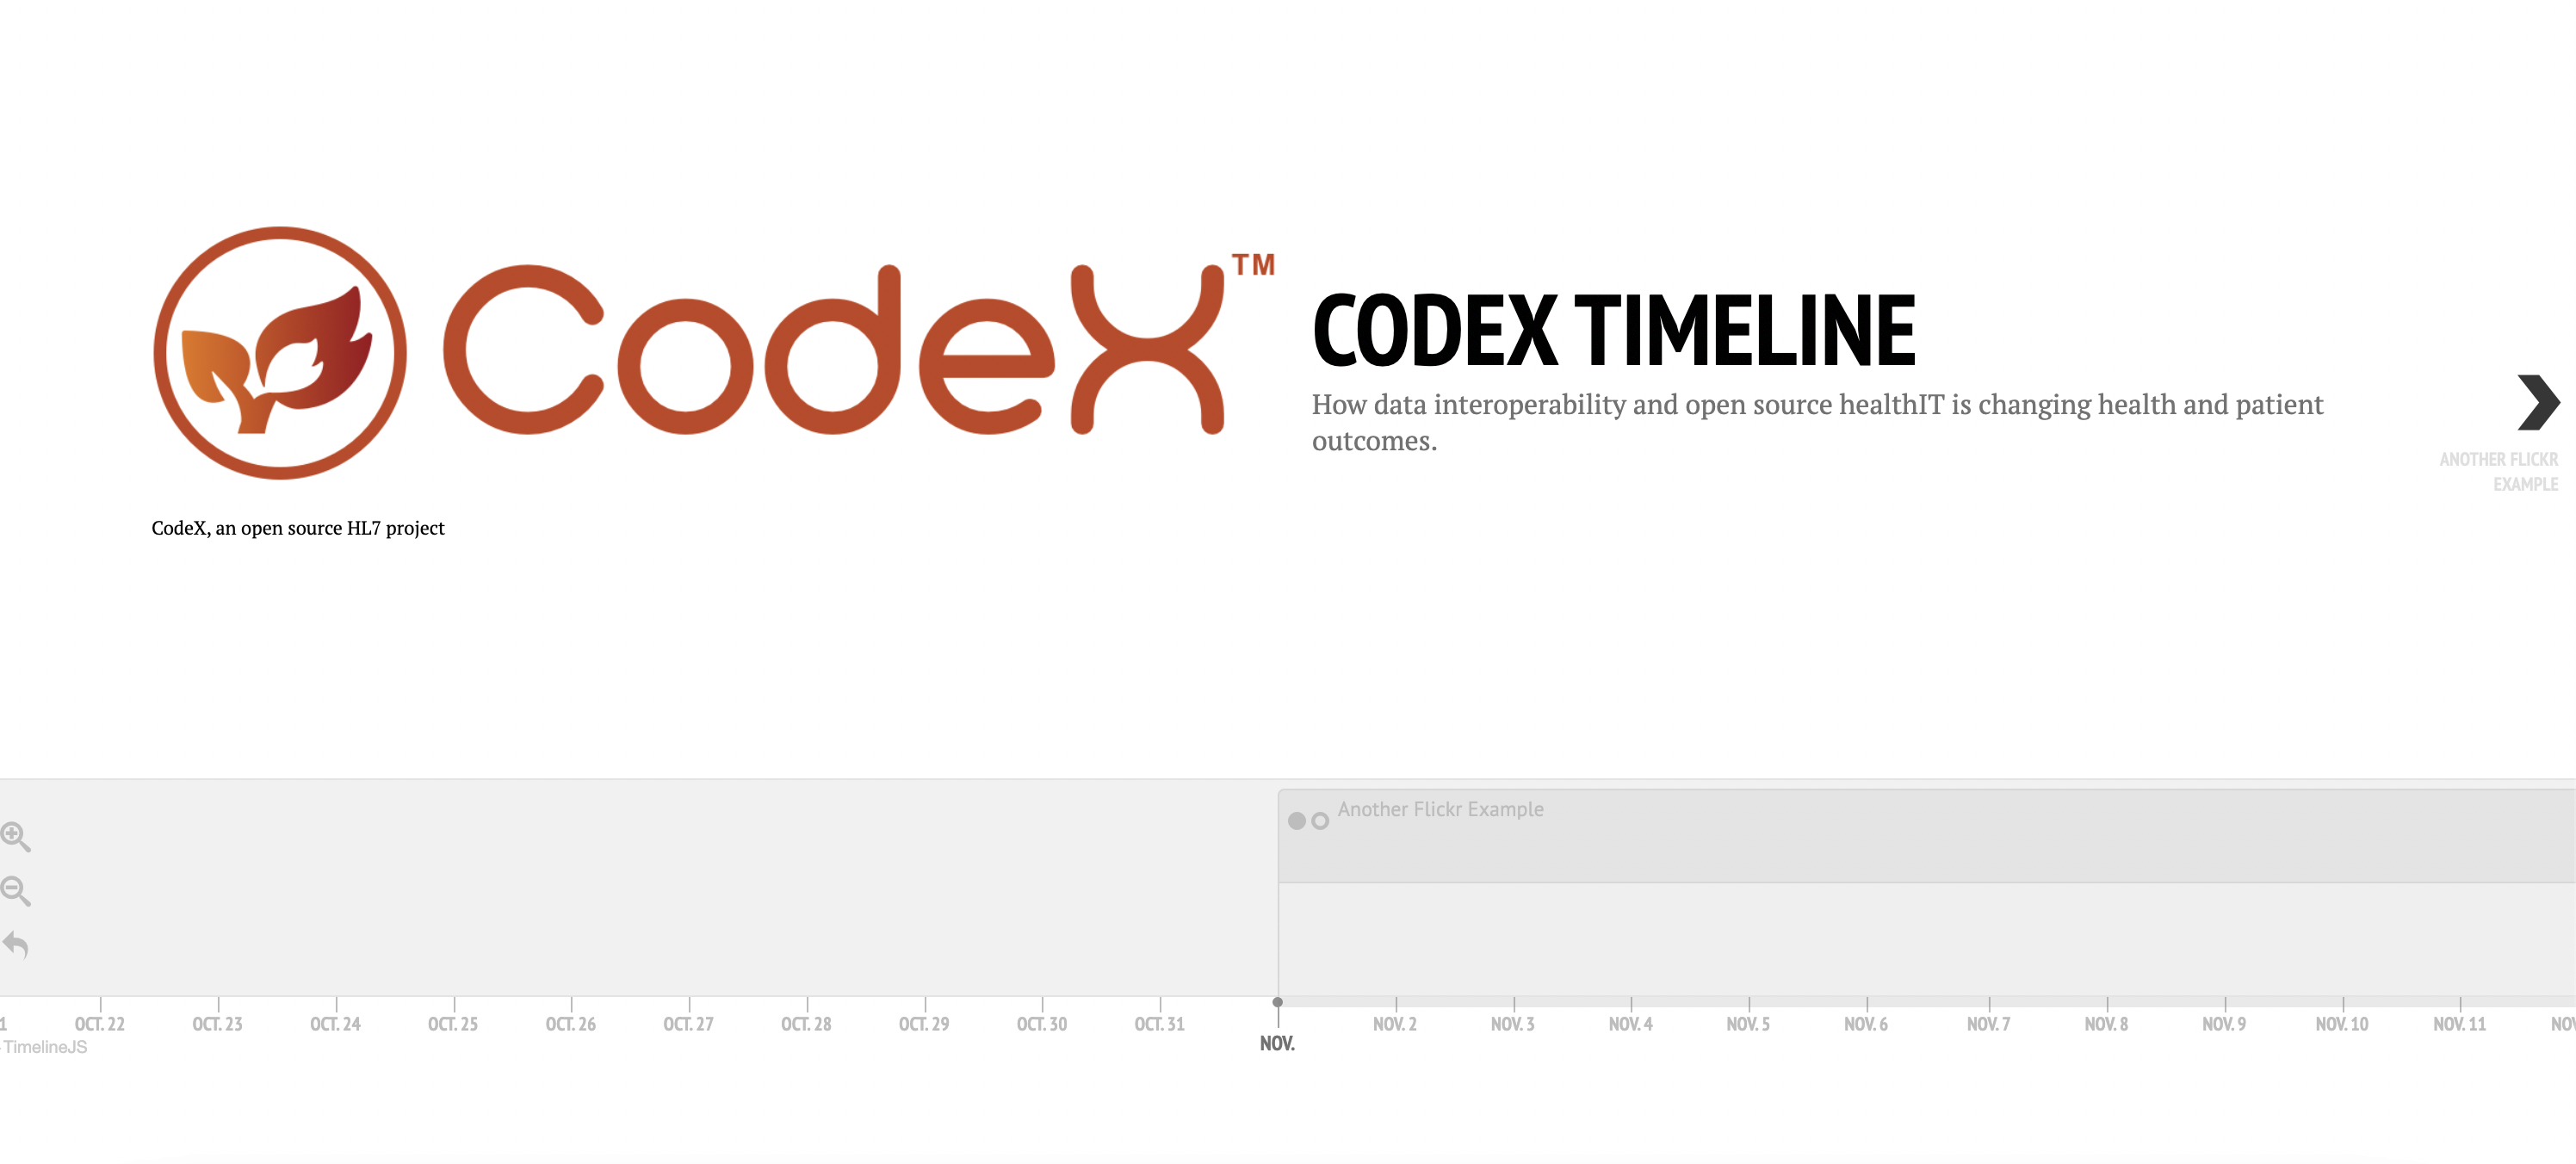 CodeX™
CODEX TIMELINE
How data interoperability and open source healthIT is changing health and patient
outcomes.
ANOTHER FLICKR
EXAMPLE
CodeX, an open source HL7 project
Another Flickr Example
1 OCT. 22 OCT. 23 OCT. 24 OCT. 25 OCT. 26 OCT. 27 OCT. 28 OCT. 29 OCT. 30 OCT. 31 NOV. 2 NOV. 3 NOV. 4 NOV. 5 NOV. 6 NOV. 7 NOV. 8 NOV. 9 NOV. 10 NOV. 11 NOV
NOV.
TimelineJS